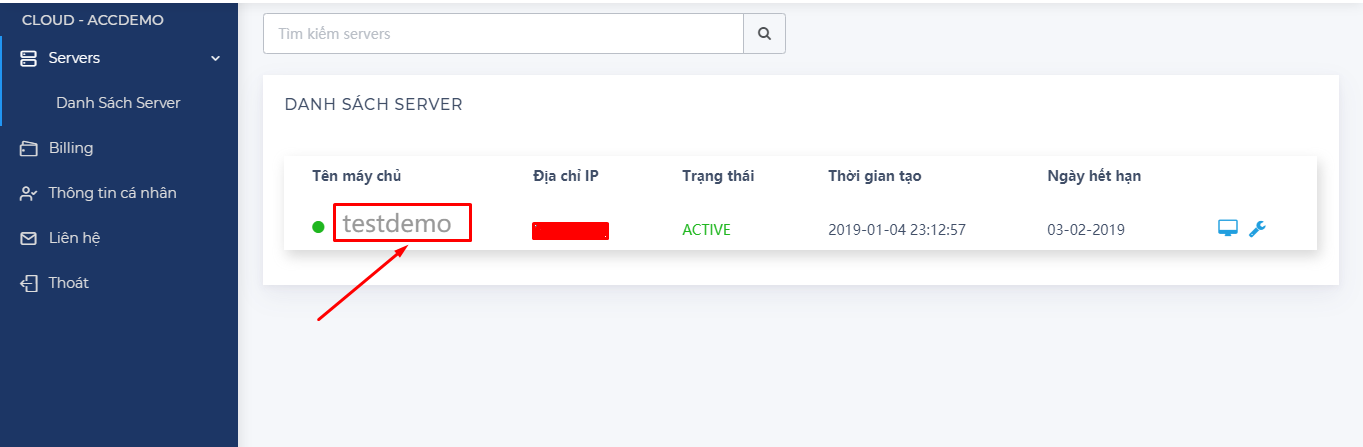 CLOUD - ACCDEMO
Servers
Danh Sách Server
Billing
Thông tin cá nhân
Liên hệ
Thoát
Tìm kiếm servers
DANH SÁCH SERVER
Tên máy chủ Địa chỉ IP Trạng thái Thời gian tạo Ngày hết hạn
testdemo ACTIVE 2019-01-04 23:12:57 03-02-2019